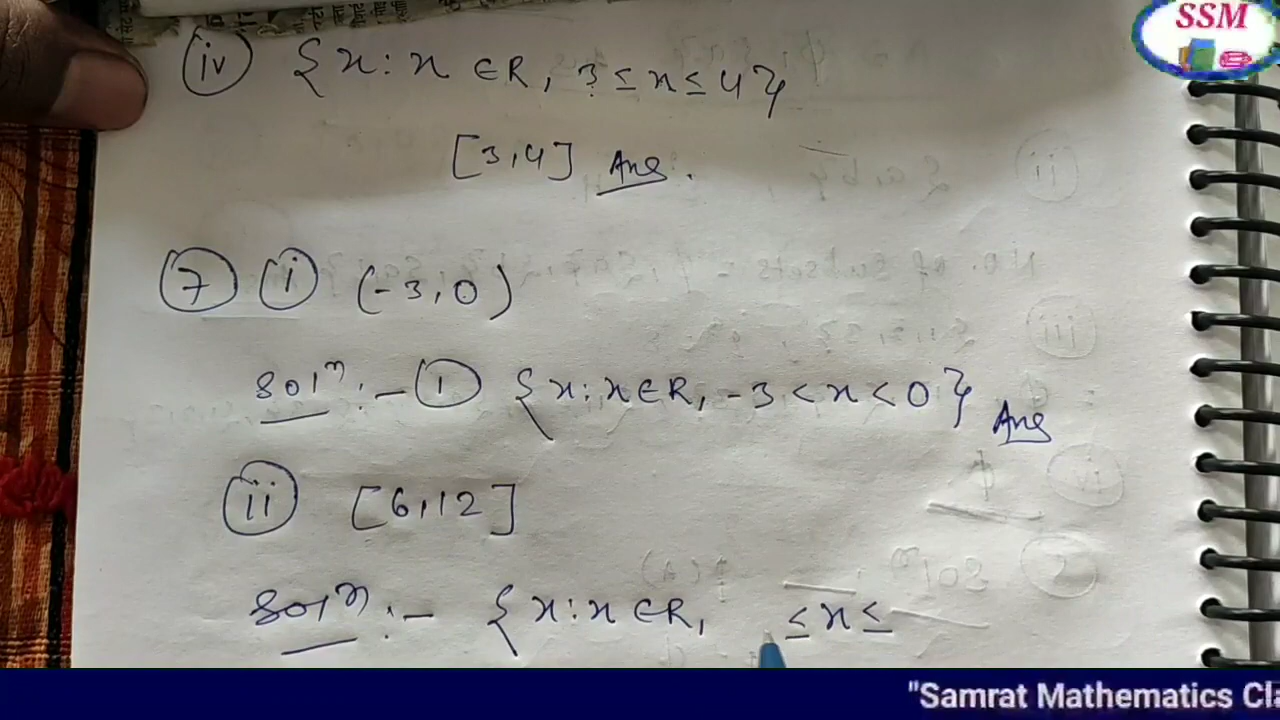 SSM
iv {x : x ∈ R, 3 ≤ x ≤ 4}
[3,4] Ans.
7 i (-3,0)
Solⁿ :- i {x : x ∈ R, -3 < x < 0} Ans
ii [6,12]
Solⁿ :- {x : x ∈ R, ≤ x ≤
"Samrat Mathematics Cla